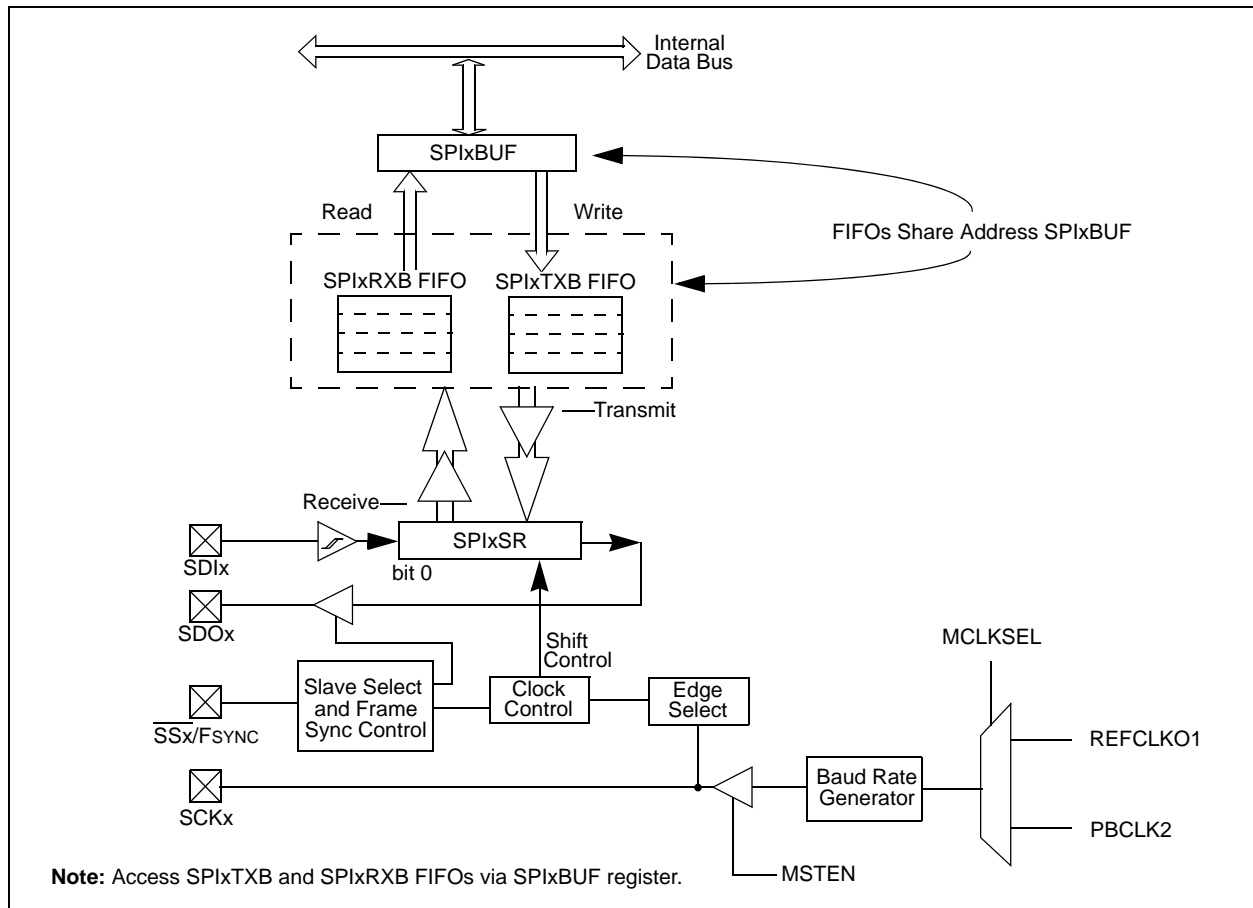 Internal
Data Bus
SPIxBUF
Read
Write
FIFOs Share Address SPIxBUF
SPIxRXB FIFO
SPIxTXB FIFO
Transmit
Receive
SPIxSR
SDIx
bit 0
SDOx
Shift
Control
MCLKSEL
Slave Select
and Frame
Sync Control
Clock
Control
Edge
Select
SSx/FSYNC
REFCLKO1
Baud Rate
Generator
SCKx
PBCLK2
MSTEN
Note: Access SPIxTXB and SPIxRXB FIFOs via SPIxBUF register.